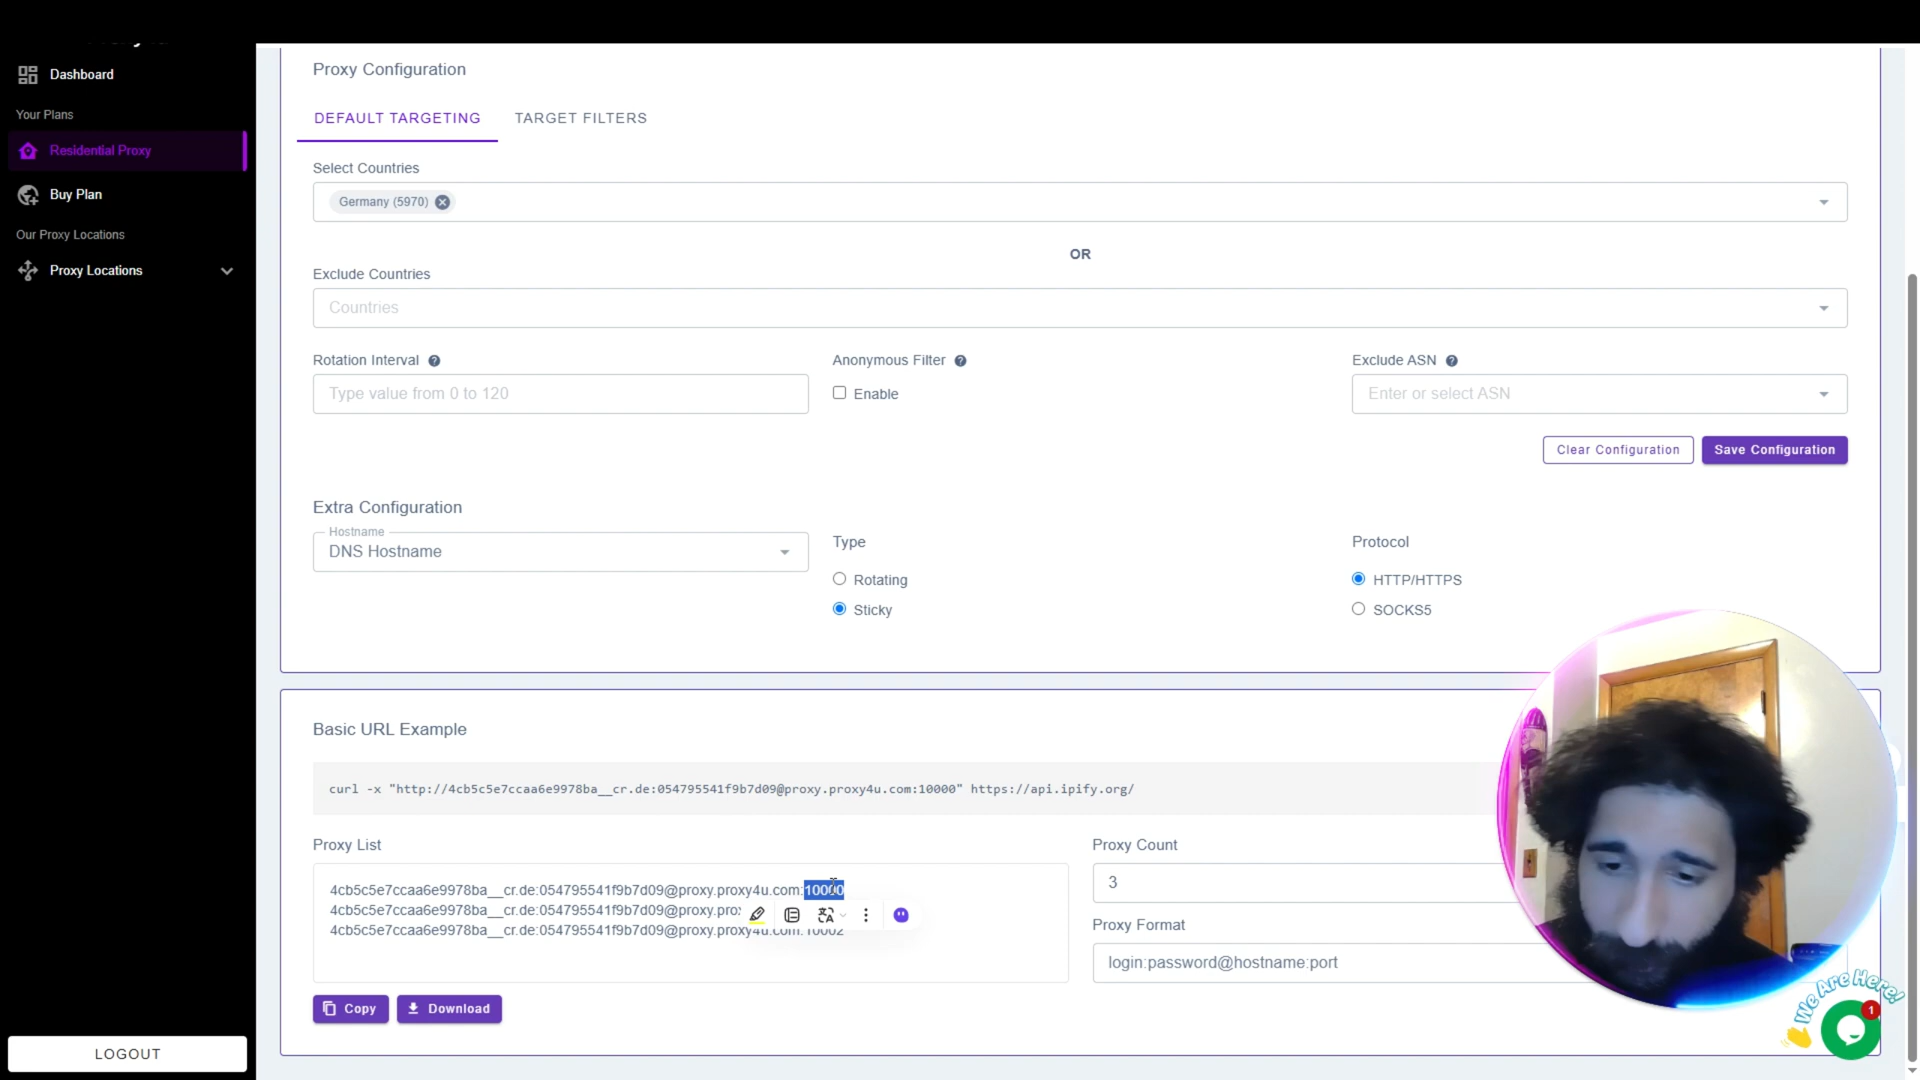 Dashboard
Your Plans
Residential Proxy
Buy Plan
Our Proxy Locations
Proxy Locations
LOGOUT
Proxy Configuration
DEFAULT TARGETING TARGET FILTERS
Select Countries
Germany (5970)
OR
Exclude Countries
Countries
Rotation Interval Anonymous Filter Exclude ASN
Type value from 0 to 120 Enable Enter or select ASN
Clear Configuration Save Configuration
Extra Configuration
Hostname
DNS Hostname
Type
Rotating
Sticky
Protocol
HTTP/HTTPS
SOCKS5
Basic URL Example
curl -x "http://4cb5c5e7ccaa6e9978ba__cr.de:054795541f9b7d09@proxy.proxy4u.com:10000" https://api.ipify.org/
Proxy List
4cb5c5e7ccaa6e9978ba__cr.de:054795541f9b7d09@proxy.proxy4u.com:10000
4cb5c5e7ccaa6e9978ba__cr.de:054795541f9b7d09@proxy.pro
4cb5c5e7ccaa6e9978ba__cr.de:054795541f9b7d09@proxy.proxy4u.com:10002
Copy Download
Proxy Count
3
Proxy Format
login:password@hostname:port
We Are Here!
1